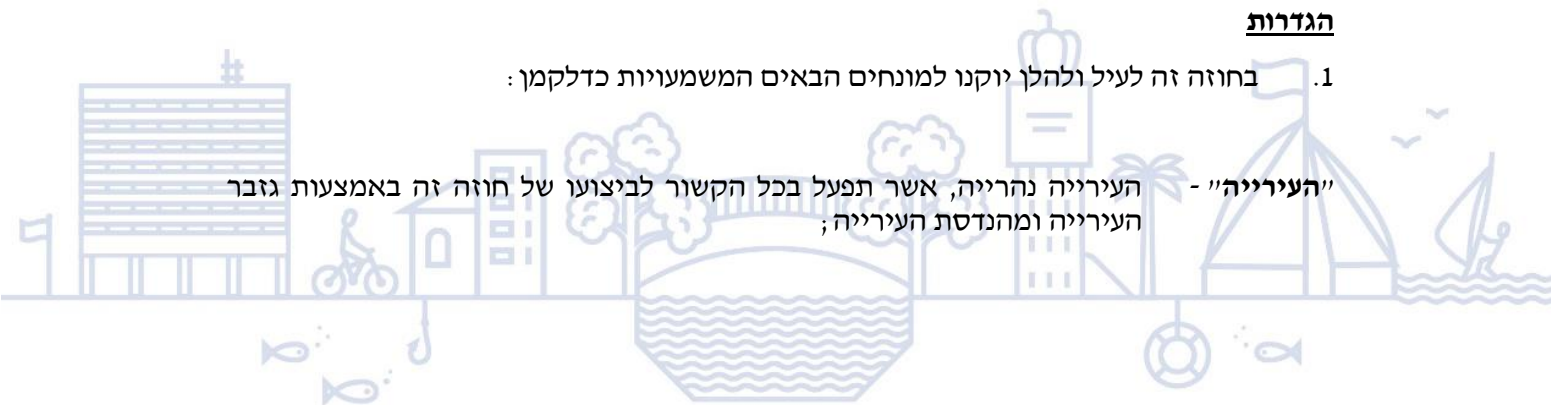 הגדרות
1. בחוזה זה לעיל ולהלן יוקנו למונחים הבאים המשמעויות כדלקמן:
"העירייה" - העירייה נהרייה, אשר תפעל בכל הקשור לביצועו של חוזה זה באמצעות גזבר
העירייה ומהנדסת העירייה;